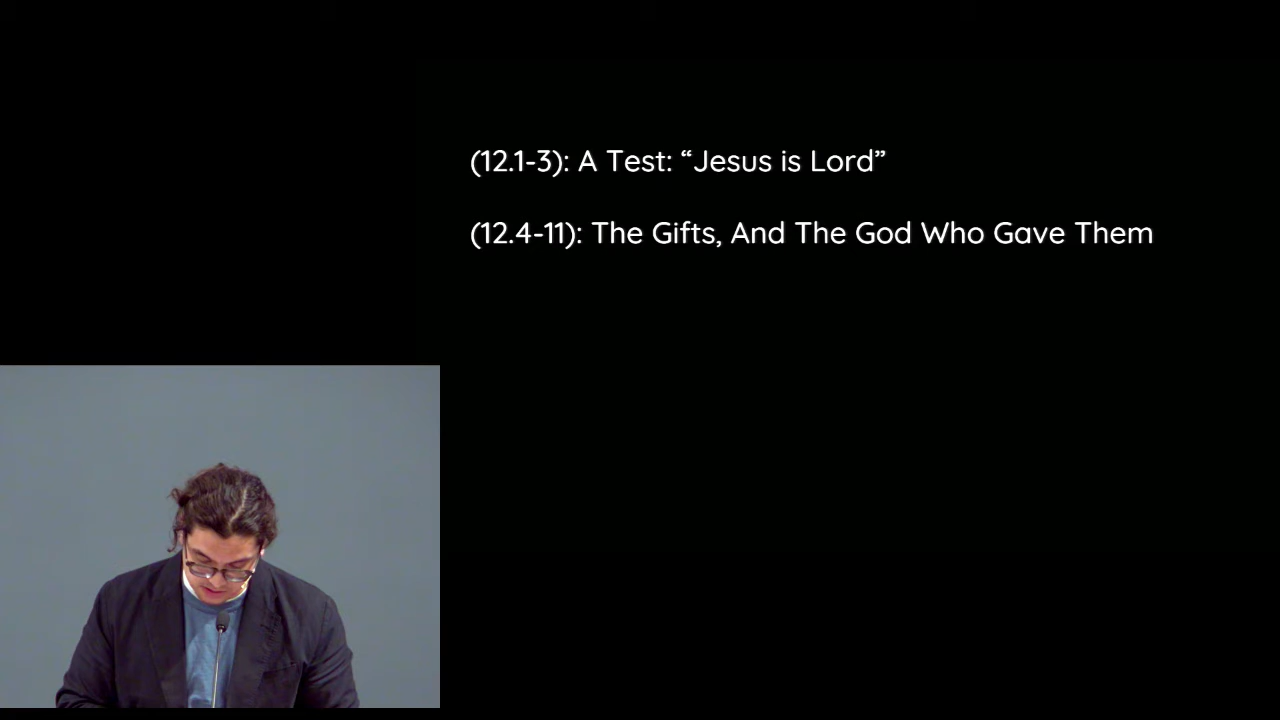 (12.1-3): A Test: “Jesus is Lord”
(12.4-11): The Gifts, And The God Who Gave Them